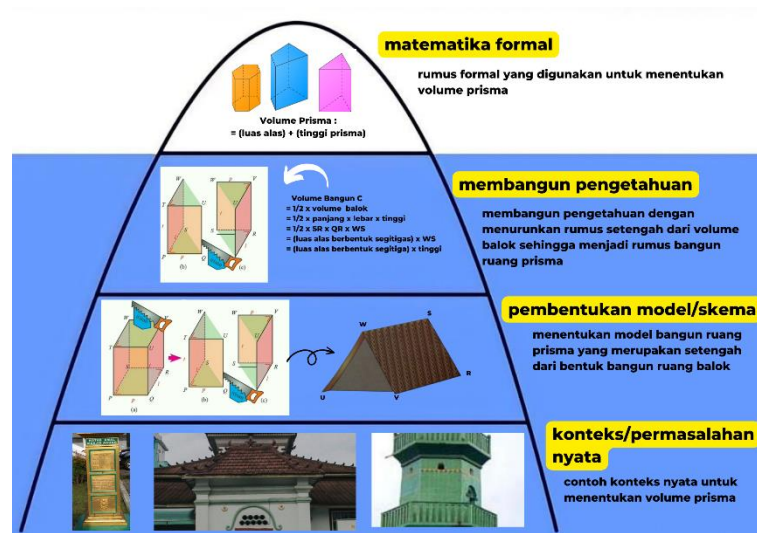 matematika formal
rumus formal yang digunakan untuk menentukan
volume prisma
Volume Prisma :
= (luas alas) + (tinggi prisma)
membangun pengetahuan
membangun pengetahuan dengan
menurunkan rumus setengah dari volume
balok sehingga menjadi rumus bangun
ruang prisma
Volume Bangun C
= 1/2 x volume balok
= 1/2 x panjang x lebar x tinggi
= 1/2 x SR x QR x WS
= (luas alas berbentuk segitigas) x WS
= (luas alas berbentuk segitiga) x tinggi
W
V
T
U
S
R
P
Q
(b)
(c)
pembentukan model/skema
menentukan model bangun ruang
prisma yang merupakan setengah
dari bentuk bangun ruang balok
W
T
U
S
R
P
Q
(a)
(b)
(c)
W
S
U
V
R
konteks/permasalahan
nyata
contoh konteks nyata untuk
menentukan volume prisma